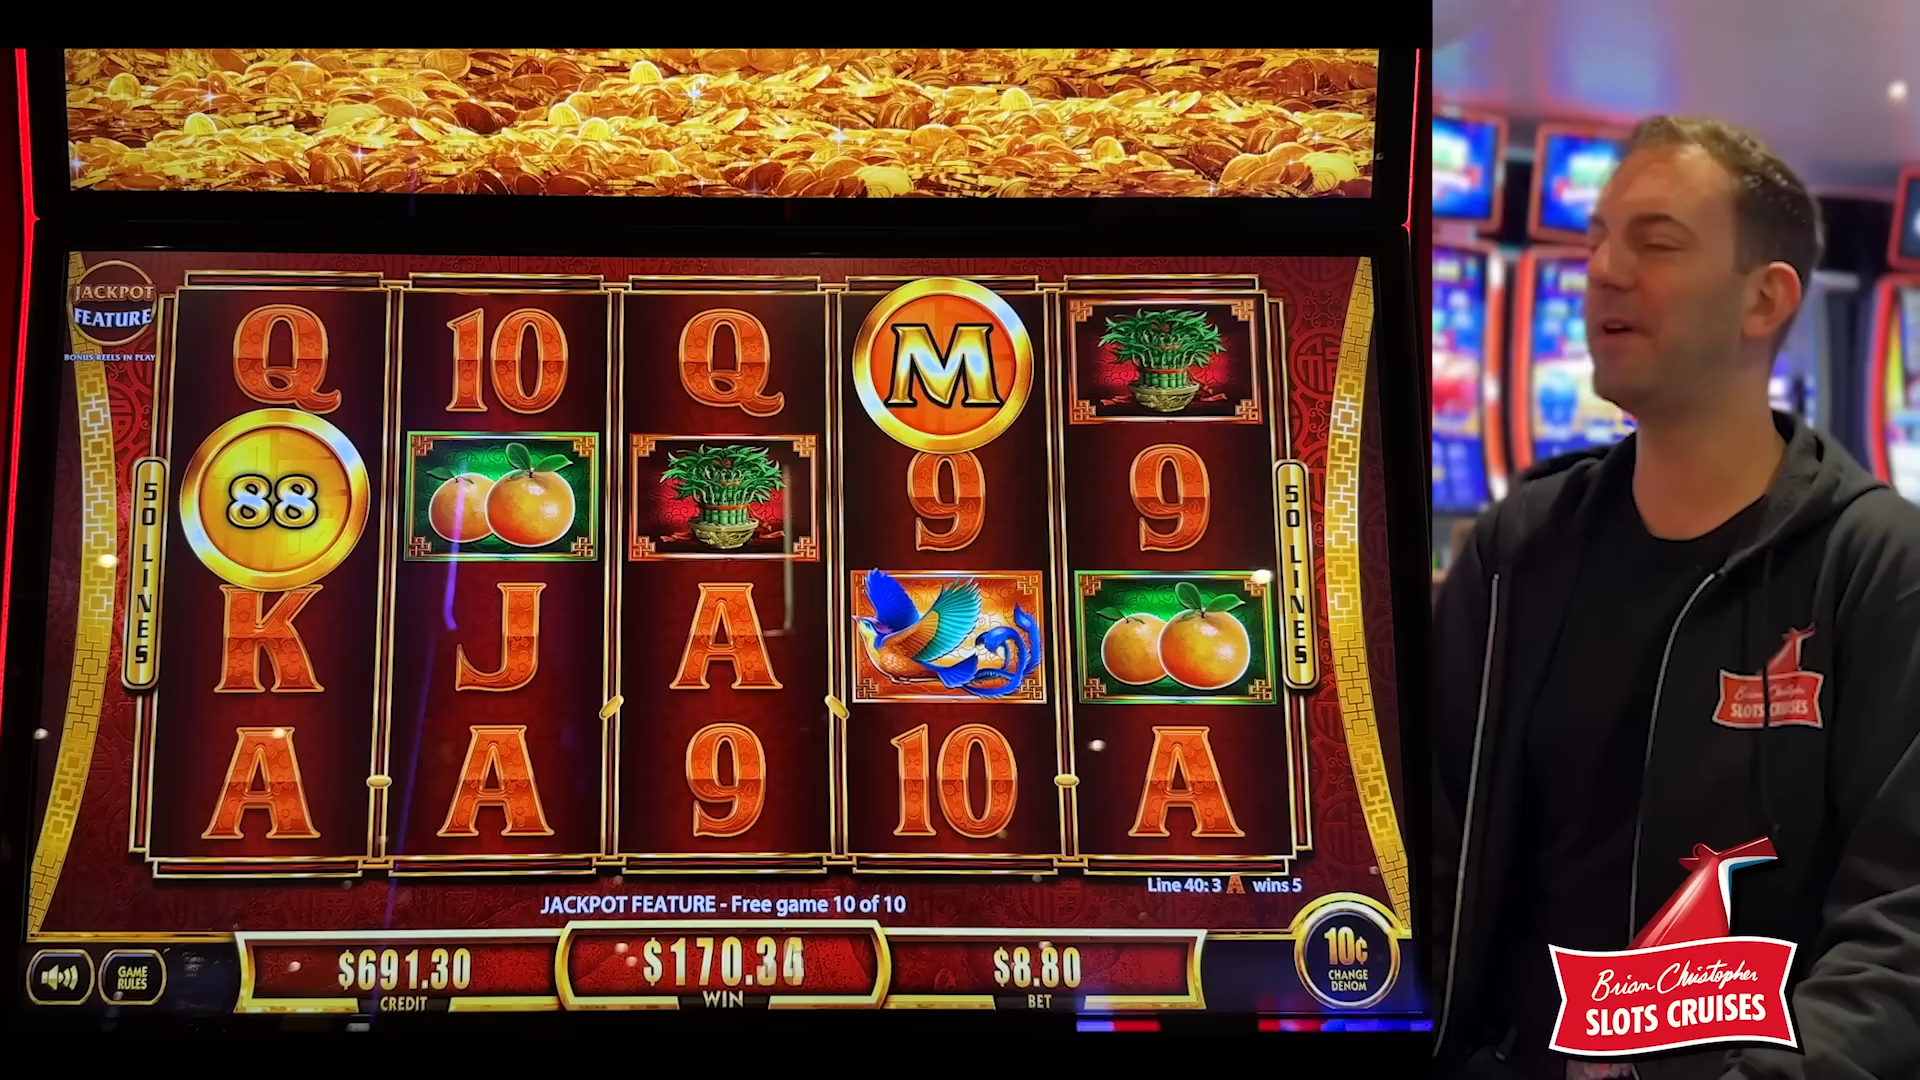 JACKPOT
FEATURE
BONUS REELS IN PLAY
Q 10 Q M
88 9 9
K J A
A A 9 10 A
50 LINES
50 LINES
Line 40: 3 A wins 5
JACKPOT FEATURE - Free game 10 of 10
GAME
RULES
$691.30
CREDIT
$170.34
WIN
$8.80
BET
10¢
CHANGE
DENOM
Brian Christopher
SLOTS CRUISES
Brian Christopher
SLOTS CRUISES